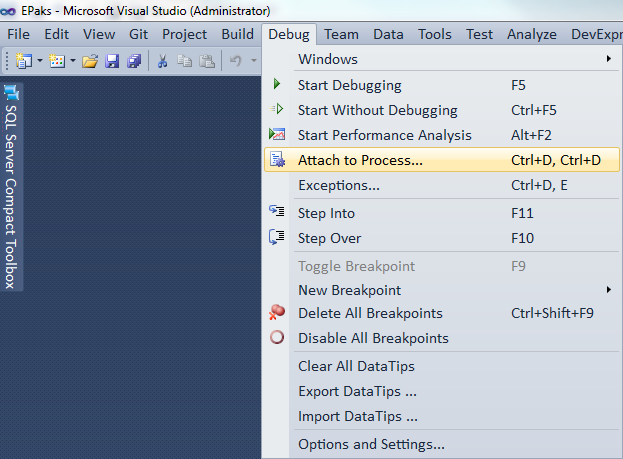 EPaks - Microsoft Visual Studio (Administrator)
File Edit View Git Project Build Debug Team Data Tools Test Analyze DevExpr
SQL Server Compact Toolbox
Windows
Start Debugging F5
Start Without Debugging Ctrl+F5
Start Performance Analysis Alt+F2
Attach to Process... Ctrl+D, Ctrl+D
Exceptions... Ctrl+D, E
Step Into F11
Step Over F10
Toggle Breakpoint F9
New Breakpoint
Delete All Breakpoints Ctrl+Shift+F9
Disable All Breakpoints
Clear All DataTips
Export DataTips ...
Import DataTips ...
Options and Settings...